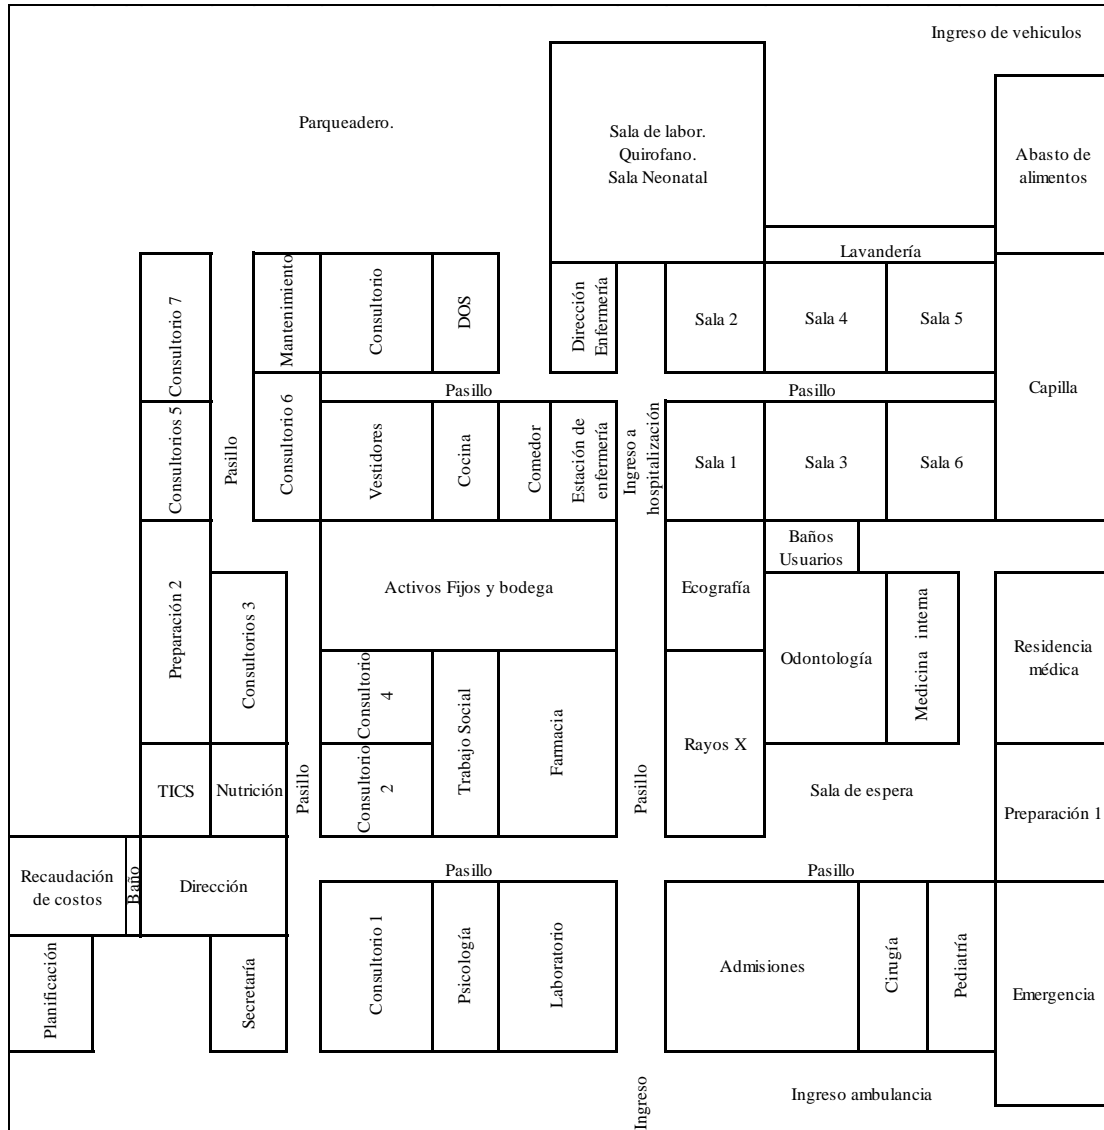 Ingreso de vehiculos
Parqueadero.
Sala de labor.
Quirofano.
Sala Neonatal
Abasto de
alimentos
Lavandería
Consultorio 7
Mantenimiento
Consultorio
DOS
Dirección
Enfermería
Sala 2
Sala 4
Sala 5
Capilla
Pasillo
Pasillo
Consultorios 5
Pasillo
Consultorio 6
Vestidores
Cocina
Comedor
Estación de
enfermería
Ingreso a
hospitalización
Sala 1
Sala 3
Sala 6
Baños
Usuarios
Preparación 2
Consultorios 3
Activos Fijos y bodega
Ecografía
Odontología
Medicina interna
Residencia
médica
Consultorio
4
Trabajo Social
Farmacia
Rayos X
TICS
Nutrición
Pasillo
Consultorio
2
Pasillo
Sala de espera
Preparación 1
Recaudación
de costos
Baño
Dirección
Pasillo
Pasillo
Planificación
Secretaría
Consultorio 1
Psicología
Laboratorio
Admisiones
Cirugía
Pediatría
Emergencia
Ingreso
Ingreso ambulancia